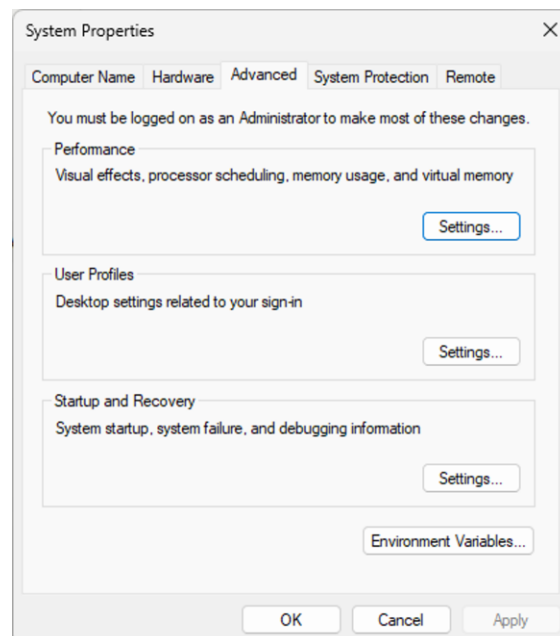 System Properties
Computer Name Hardware Advanced System Protection Remote
You must be logged on as an Administrator to make most of these changes.
Performance
Visual effects, processor scheduling, memory usage, and virtual memory
Settings...
User Profiles
Desktop settings related to your sign-in
Settings...
Startup and Recovery
System startup, system failure, and debugging information
Settings...
Environment Variables...
OK Cancel Apply